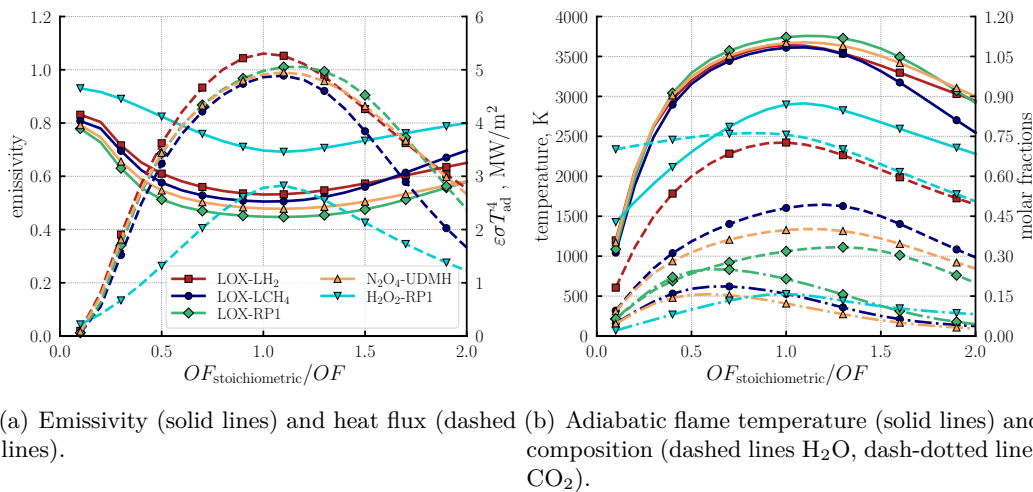 1.2
1.0
0.8
0.6
0.4
0.2
0.0
emissivity
6
5
4
3
2
1
0
εσT⁴ad, MW/m²
0.0 0.5 1.0 1.5 2.0
OFstoichiometric/OF
LOX-LH₂
LOX-LCH₄
LOX-RP1
N₂O₄-UDMH
H₂O₂-RP1
4000
3500
3000
2500
2000
1500
1000
500
0
temperature, K
1.20
1.05
0.90
0.75
0.60
0.45
0.30
0.15
0.00
molar fractions
0.0 0.5 1.0 1.5 2.0
OFstoichiometric/OF
a) Emissivity (solid lines) and heat flux (dashed
lines).
(b) Adiabatic flame temperature (solid lines) and
composition (dashed lines H₂O, dash-dotted line
CO₂).